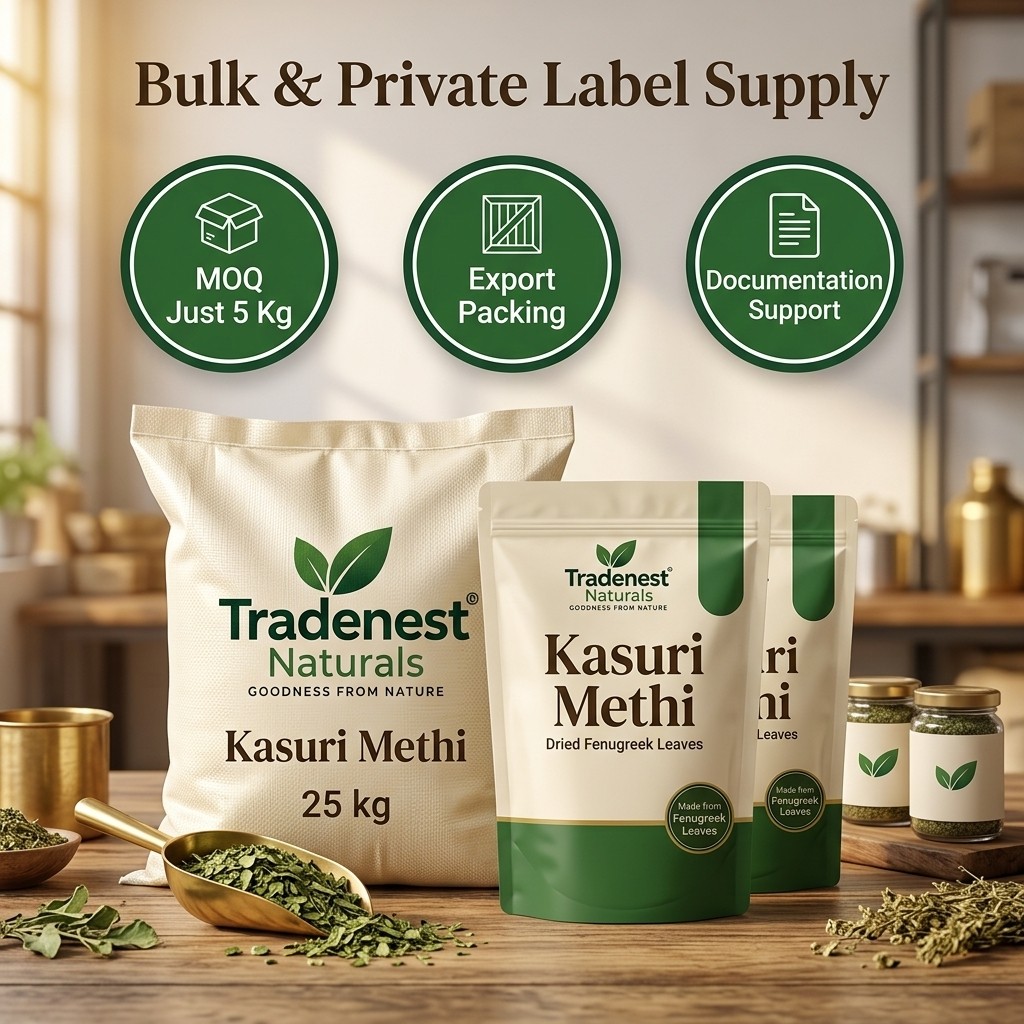 Bulk & Private Label Supply
MOQ
Just 5 Kg
Export
Packing
Documentation
Support
Tradenest©
Naturals
GOODNESS FROM NATURE
Kasuri Methi
25 kg
Tradenest®
Naturals
GOODNESS FROM NATURE
Kasuri
Methi
Dried Fenugreek Leaves
Made from
Fenugreek
Leaves
uri
hi
Leaves
Made from
Fenugreek
Leaves